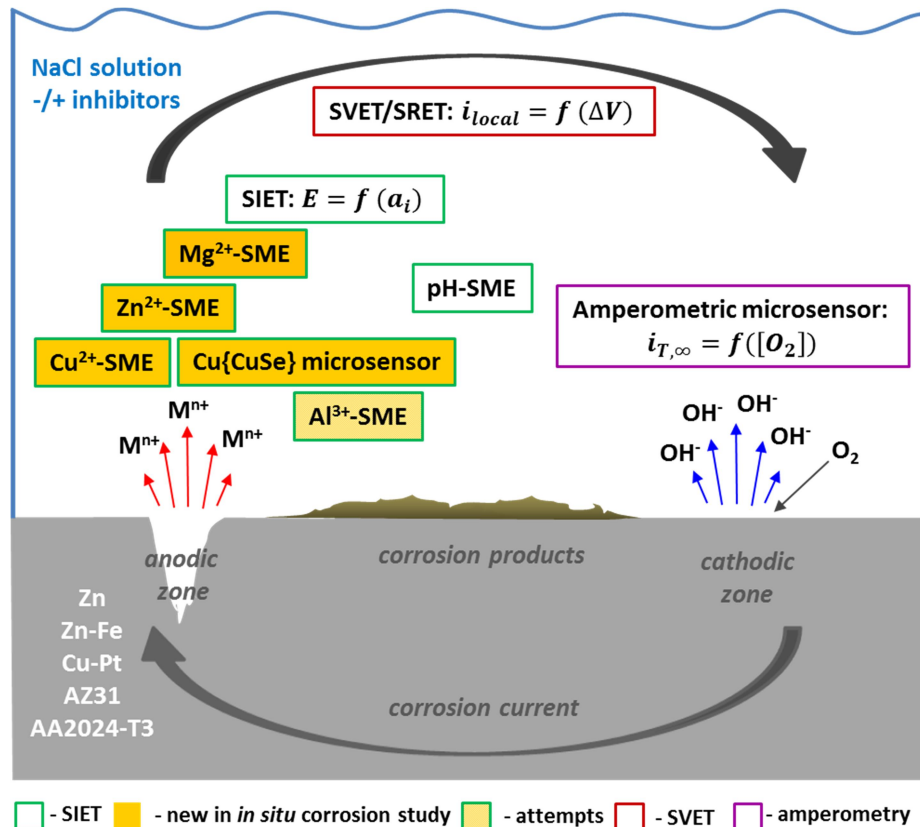 NaCl solution
-/+ inhibitors
SVET/SRET: i_local = f (ΔV)
SIET: E = f (a_i)
Mg²⁺-SME
Zn²⁺-SME
pH-SME
Cu²⁺-SME
Cu{CuSe} microsensor
Al³⁺-SME
Amperometric microsensor:
i_T,∞ = f([O₂])
Mⁿ⁺
Mⁿ⁺
Mⁿ⁺
OH⁻
OH⁻
OH⁻
OH⁻
O₂
anodic
zone
corrosion products
cathodic
zone
Zn
Zn-Fe
Cu-Pt
AZ31
AA2024-T3
corrosion current
- SIET
- new in in situ corrosion study
- attempts
- SVET
- amperometry